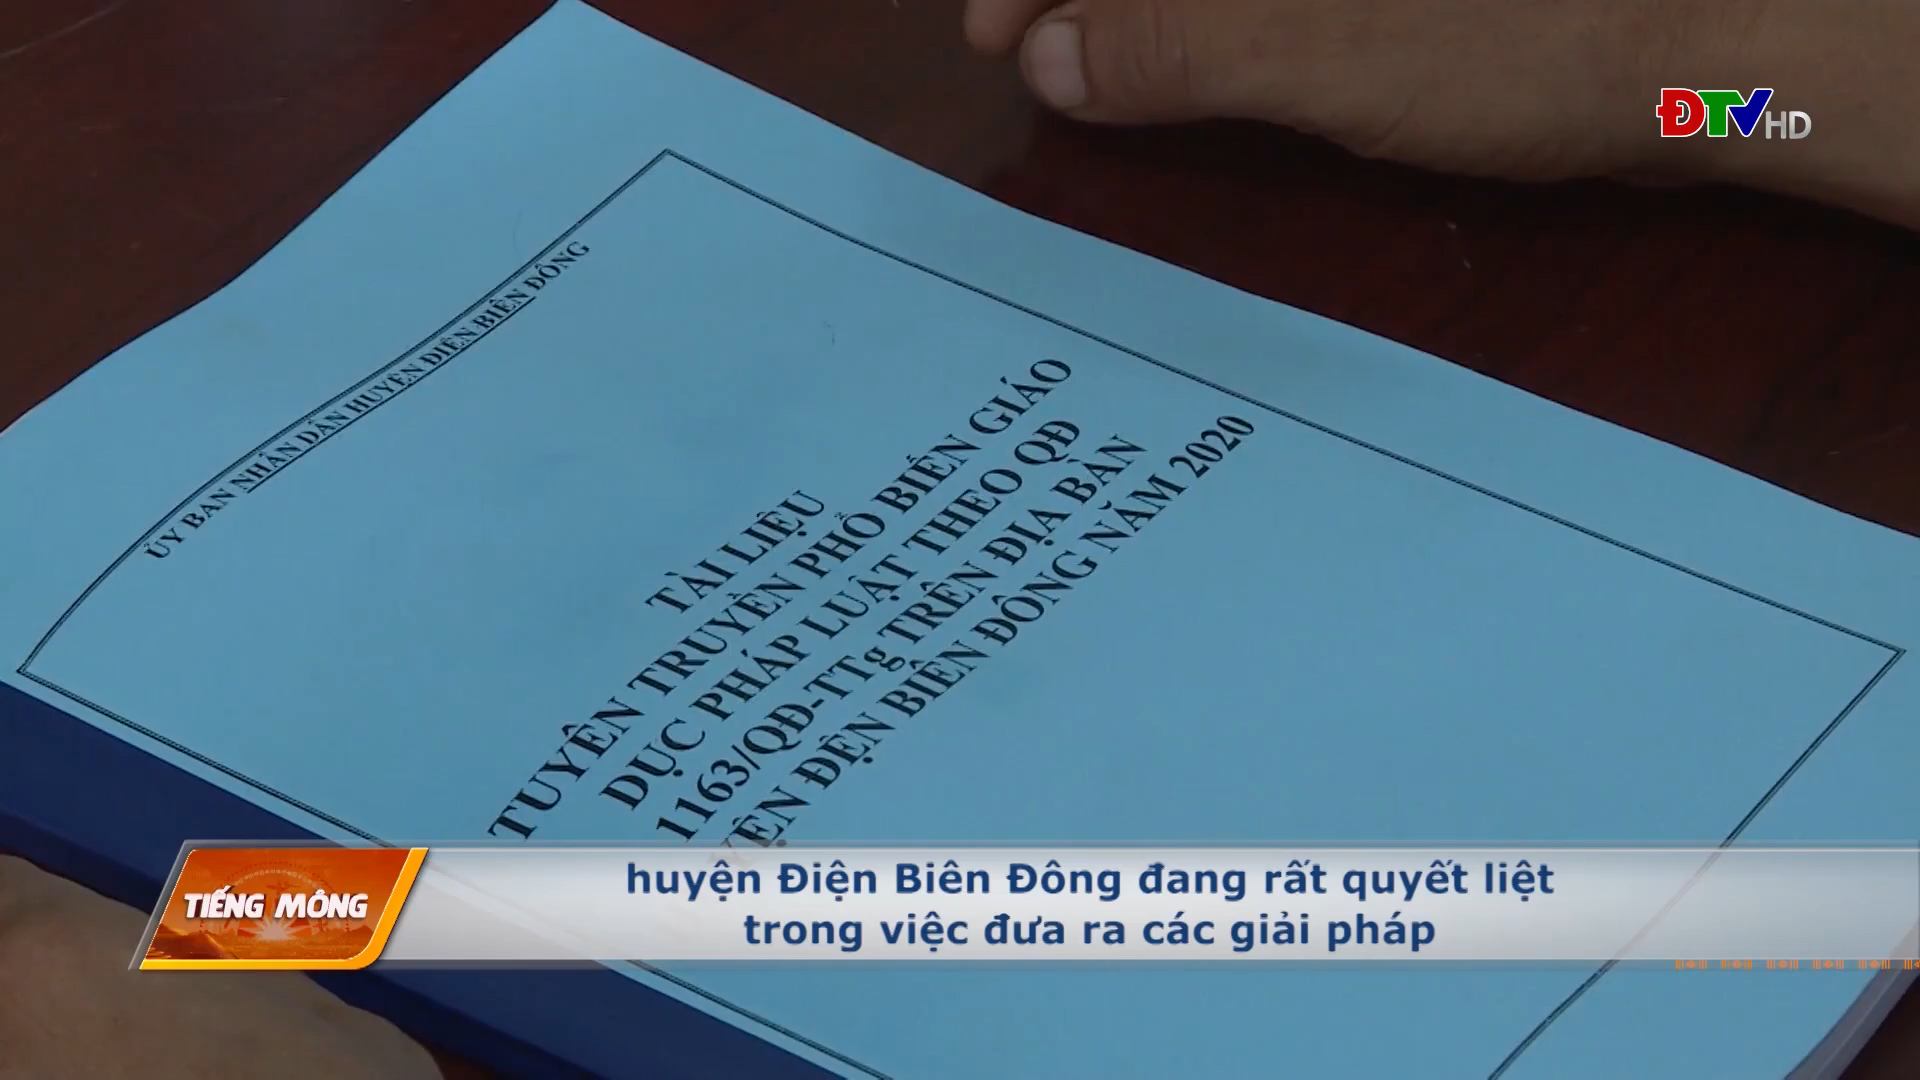 ĐTV HD
ỦY BAN NHÂN DÂN HUYỆN ĐIỆN BIÊN ĐÔNG
TÀI LIỆU
TUYÊN TRUYỀN PHỔ BIẾN GIÁO
DỤC PHÁP LUẬT THEO QĐ
1163/QĐ-TTg TRÊN ĐỊA BÀN
YỆN ĐỆN BIÊN ĐÔNG NĂM 2020
TIẾNG MÔNG
huyện Điện Biên Đông đang rất quyết liệt
trong việc đưa ra các giải pháp